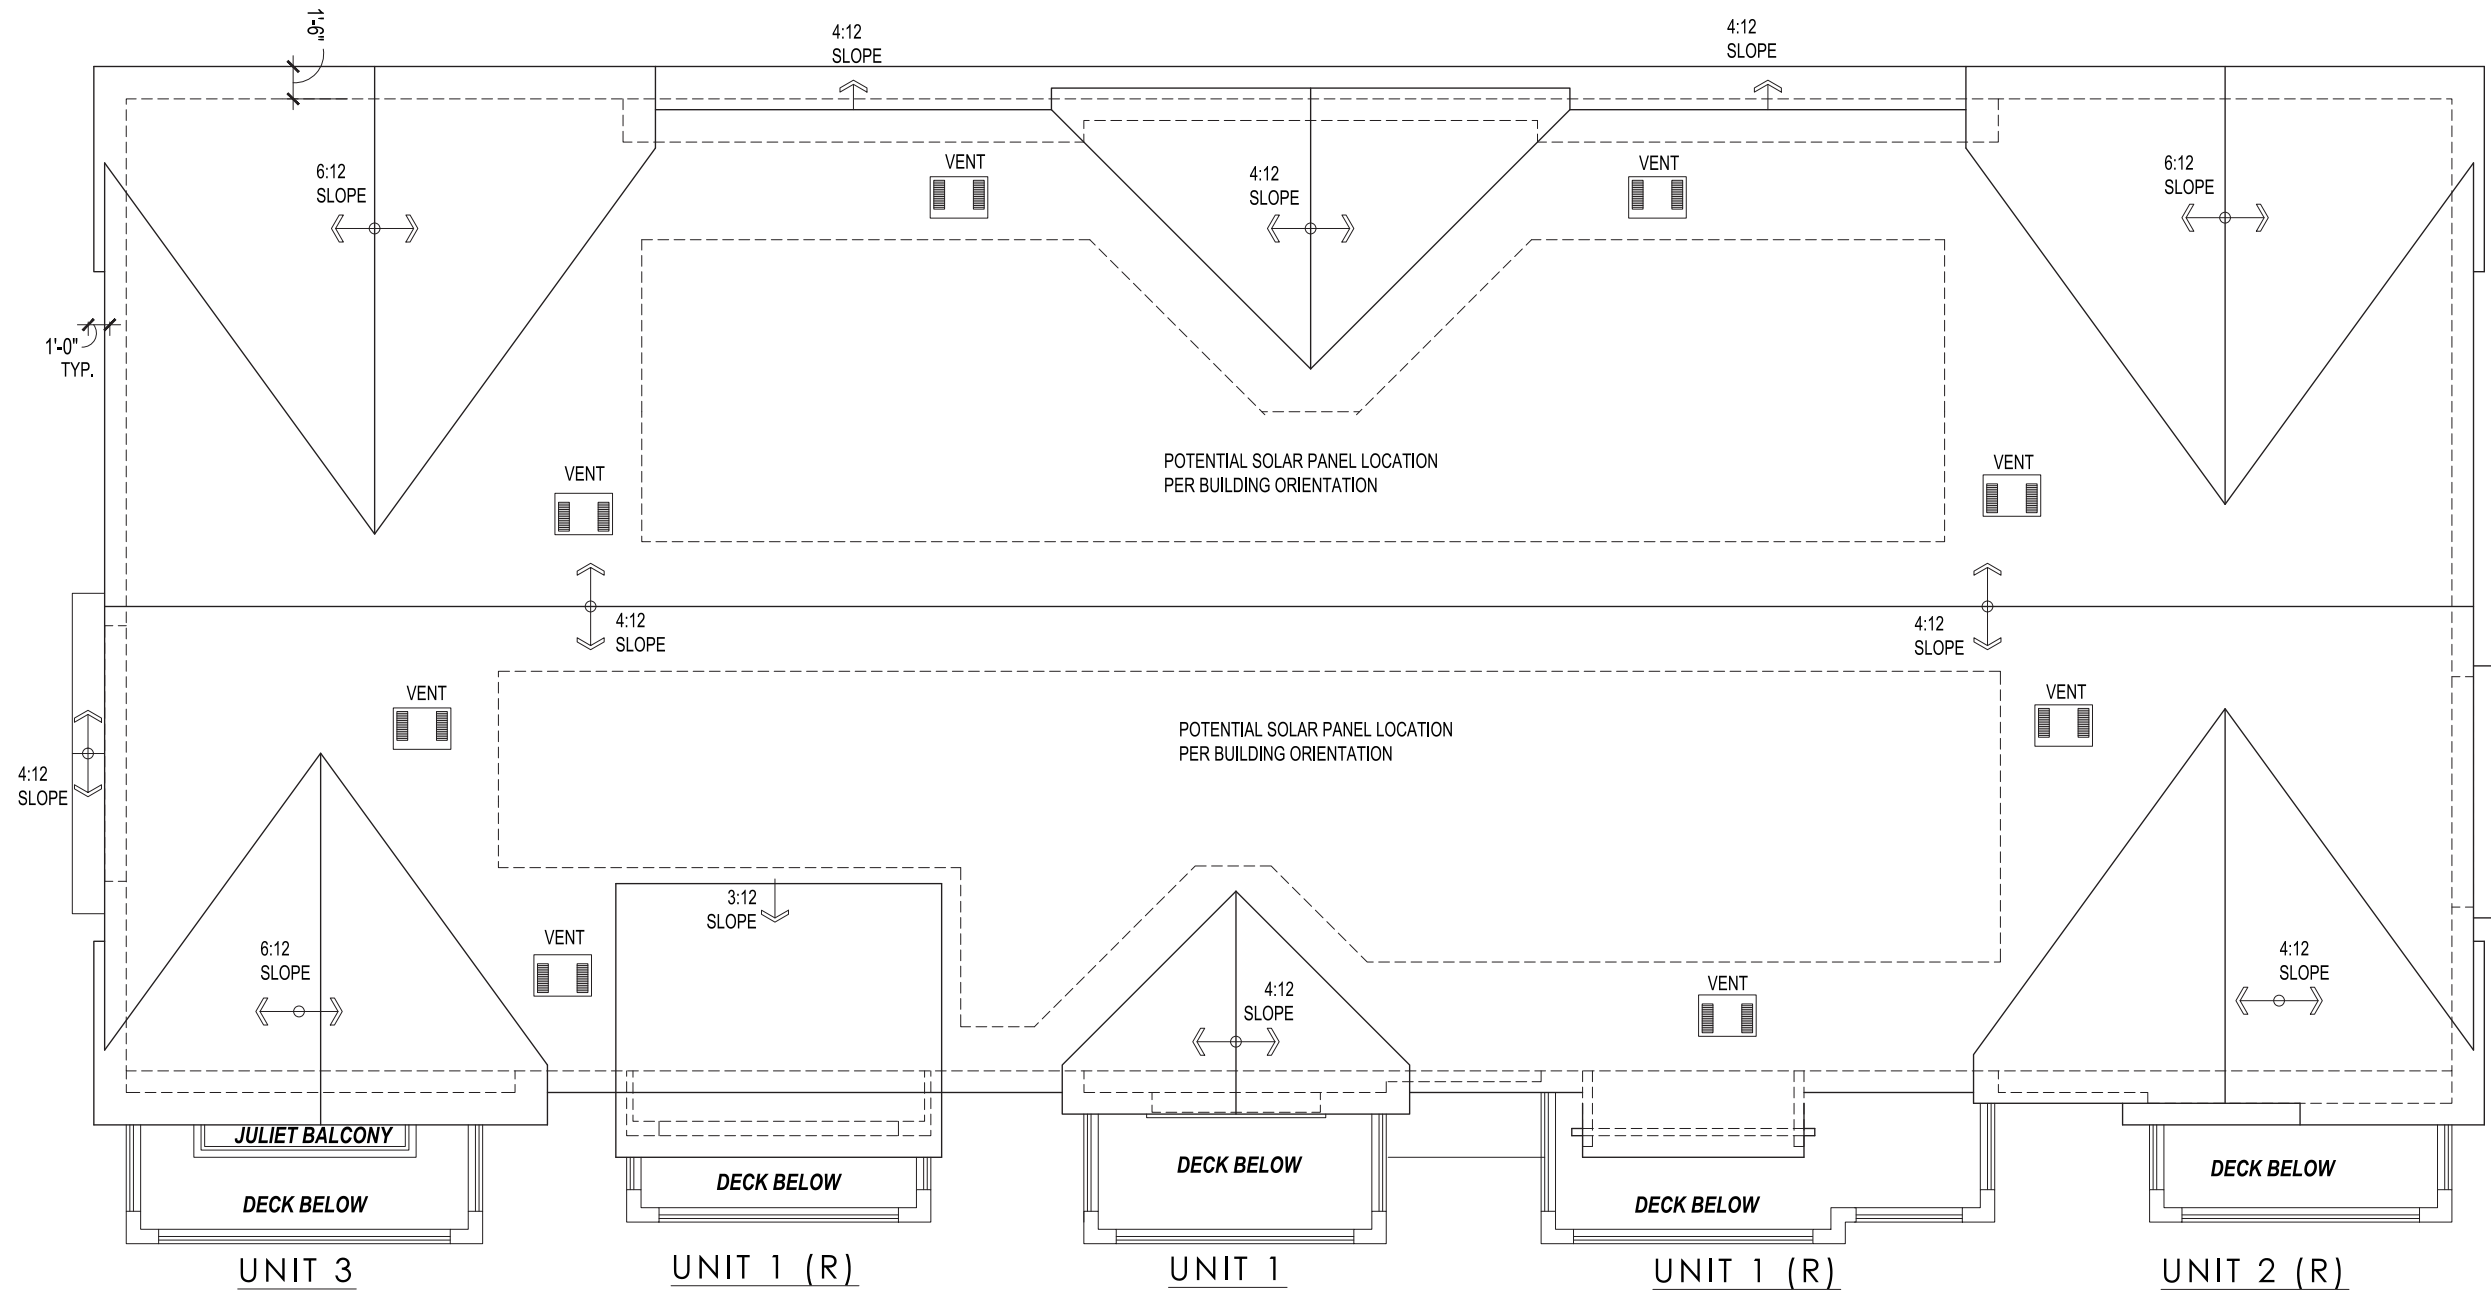 1'-6"
4:12
SLOPE
4:12
SLOPE
VENT
VENT
6:12
SLOPE
4:12
SLOPE
6:12
SLOPE
1'-0"
TYP.
POTENTIAL SOLAR PANEL LOCATION
PER BUILDING ORIENTATION
VENT
VENT
4:12
SLOPE
4:12
SLOPE
VENT
VENT
POTENTIAL SOLAR PANEL LOCATION
PER BUILDING ORIENTATION
4:12
SLOPE
3:12
SLOPE
6:12
SLOPE
VENT
4:12
SLOPE
VENT
4:12
SLOPE
JULIET BALCONY
DECK BELOW
DECK BELOW
DECK BELOW
DECK BELOW
DECK BELOW
UNIT 3
UNIT 1 (R)
UNIT 1
UNIT 1 (R)
UNIT 2 (R)